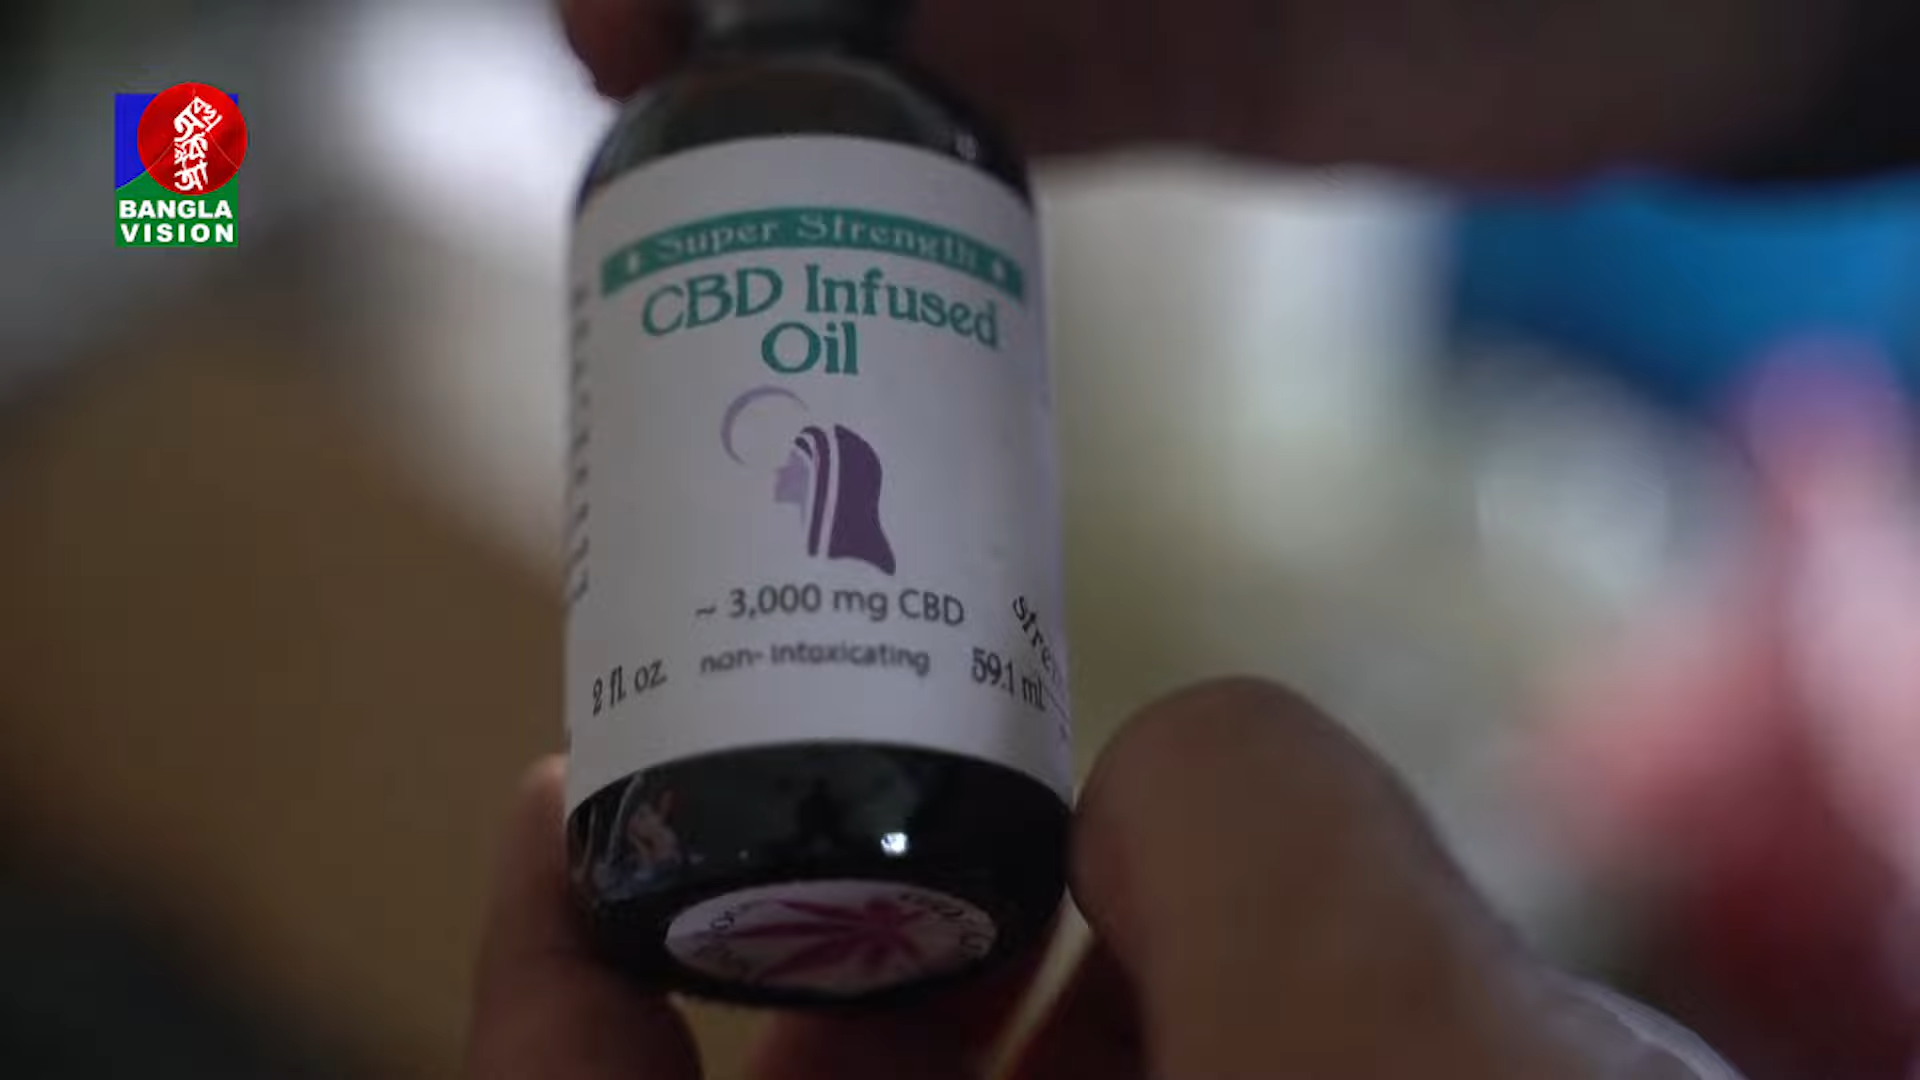 BANGLA
VISION
Super Strength
CBD Infused
Oil
~ 3,000 mg CBD
non-intoxicating
2 fl. oz.
59.1 ml